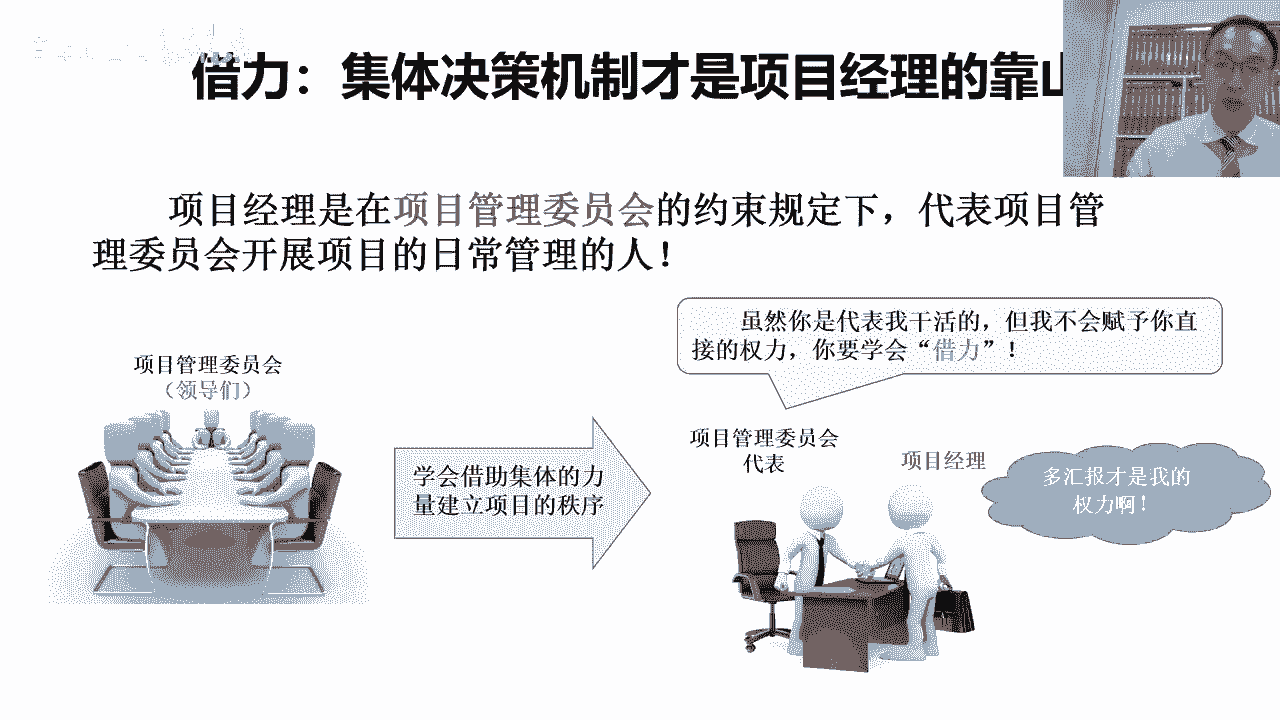 借力：集体决策机制才是项目经理的靠山
项目经理是在项目管理委员会的约束规定下，代表项目管
理委员会开展项目的日常管理的人！
虽然你是代表我干活的，但我不会赋予你直
接的权力，你要学会“借力”！
项目管理委员会
（领导们）
学会借助集体的力
量建立项目的秩序
项目管理委员会
代表
项目经理
多汇报才是我的
权力啊！